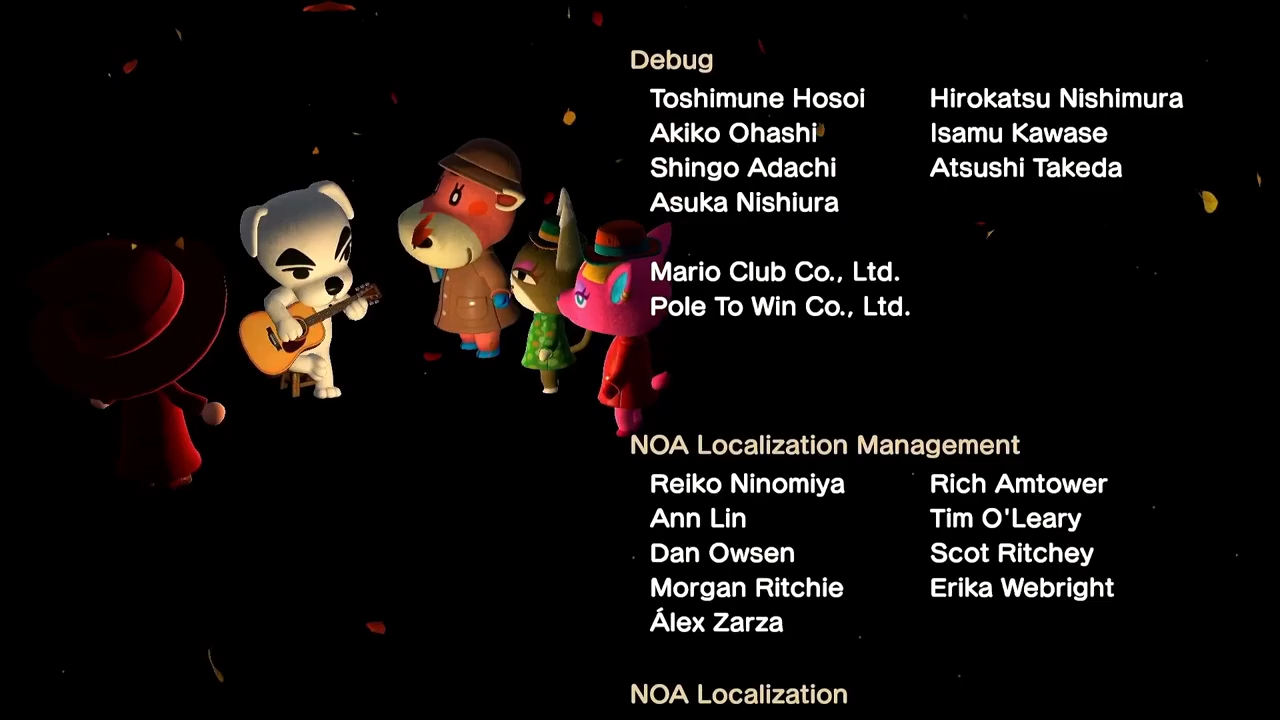 Debug
Toshimune Hosoi Hirokatsu Nishimura
Akiko Ohashi Isamu Kawase
Shingo Adachi Atsushi Takeda
Asuka Nishiura
Mario Club Co., Ltd.
Pole To Win Co., Ltd.
NOA Localization Management
Reiko Ninomiya Rich Amtower
Ann Lin Tim O'Leary
Dan Owsen Scot Ritchey
Morgan Ritchie Erika Webright
Álex Zarza
NOA Localization